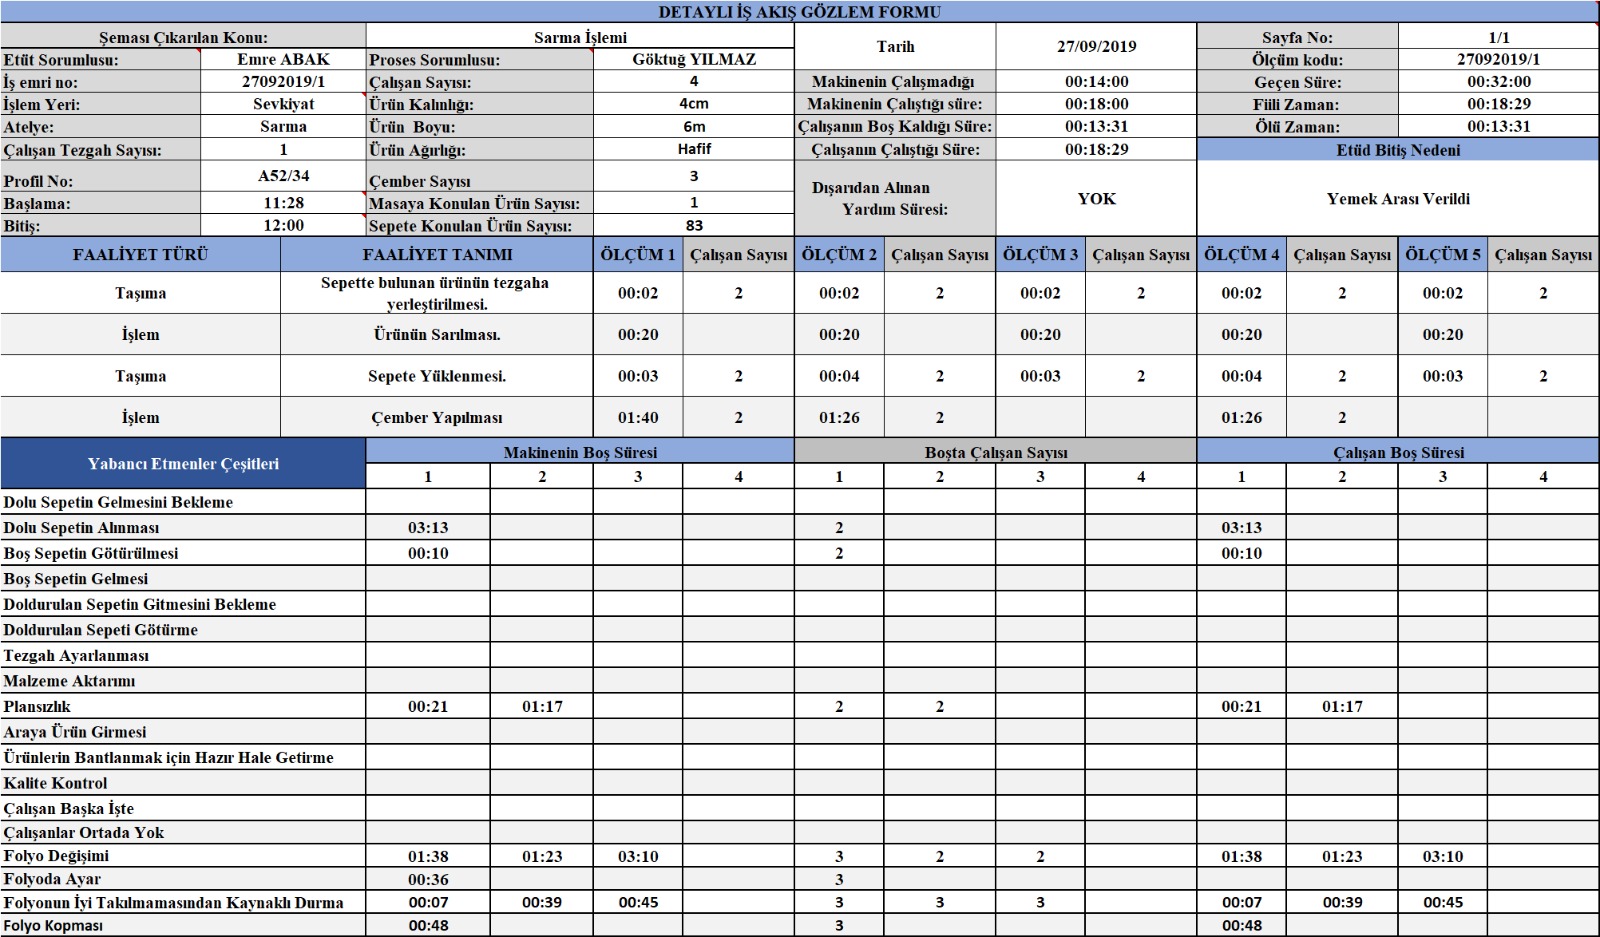 DETAYLI İŞ AKIŞ GÖZLEM FORMU
Şeması Çıkarılan Konu: Sarma İşlemi Tarih 27/09/2019 Sayfa No: 1/1
Etüt Sorumlusu: Emre ABAK Proses Sorumlusu: Göktuğ YILMAZ Ölçüm kodu: 27092019/1
İş emri no: 27092019/1 Çalışan Sayısı: 4 Makinenin Çalışmadığı 00:14:00 Geçen Süre: 00:32:00
İşlem Yeri: Sevkiyat Ürün Kalınlığı: 4cm Makinenin Çalıştığı süre: 00:18:00 Fiili Zaman: 00:18:29
Atelye: Sarma Ürün Boyu: 6m Çalışanın Boş Kaldığı Süre: 00:13:31 Ölü Zaman: 00:13:31
Çalışan Tezgah Sayısı: 1 Ürün Ağırlığı: Hafif Çalışanın Çalıştığı Süre: 00:18:29 Etüd Bitiş Nedeni
Profil No: A52/34 Çember Sayısı 3 Dışarıdan Alınan
Yardım Süresi: YOK Yemek Arası Verildi
Başlama: 11:28 Masaya Konulan Ürün Sayısı: 1
Bitiş: 12:00 Sepete Konulan Ürün Sayısı: 83
FAALİYET TÜRÜ FAALİYET TANIMI ÖLÇÜM 1 Çalışan Sayısı ÖLÇÜM 2 Çalışan Sayısı ÖLÇÜM 3 Çalışan Sayısı ÖLÇÜM 4 Çalışan Sayısı ÖLÇÜM 5 Çalışan Sayısı
Taşıma Sepette bulunan ürünün tezgaha
yerleştirilmesi. 00:02 2 00:02 2 00:02 2 00:02 2 00:02 2
İşlem Ürünün Sarılması. 00:20 00:20 00:20 00:20 00:20
Taşıma Sepete Yüklenmesi. 00:03 2 00:04 2 00:03 2 00:04 2 00:03 2
İşlem Çember Yapılması 01:40 2 01:26 2 01:26 2
Yabancı Etmenler Çeşitleri Makinenin Boş Süresi Boşta Çalışan Sayısı Çalışan Boş Süresi
1 2 3 4 1 2 3 4 1 2 3 4
Dolu Sepetin Gelmesini Bekleme
Dolu Sepetin Alınması 03:13 2 03:13
Boş Sepetin Götürülmesi 00:10 2 00:10
Boş Sepetin Gelmesi
Doldurulan Sepetin Gitmesini Bekleme
Doldurulan Sepeti Götürme
Tezgah Ayarlanması
Malzeme Aktarımı
Plansızlık 00:21 01:17 2 2 00:21 01:17
Araya Ürün Girmesi
Ürünlerin Bantlanmak için Hazır Hale Getirme
Kalite Kontrol
Çalışan Başka İşte
Çalışanlar Ortada Yok
Folyo Değişimi 01:38 01:23 03:10 3 2 2 01:38 01:23 03:10
Folyoda Ayar 00:36 3
Folyonun İyi Takılmamasından Kaynaklı Durma 00:07 00:39 00:45 3 3 3 00:07 00:39 00:45
Folyo Kopması 00:48 3 00:48